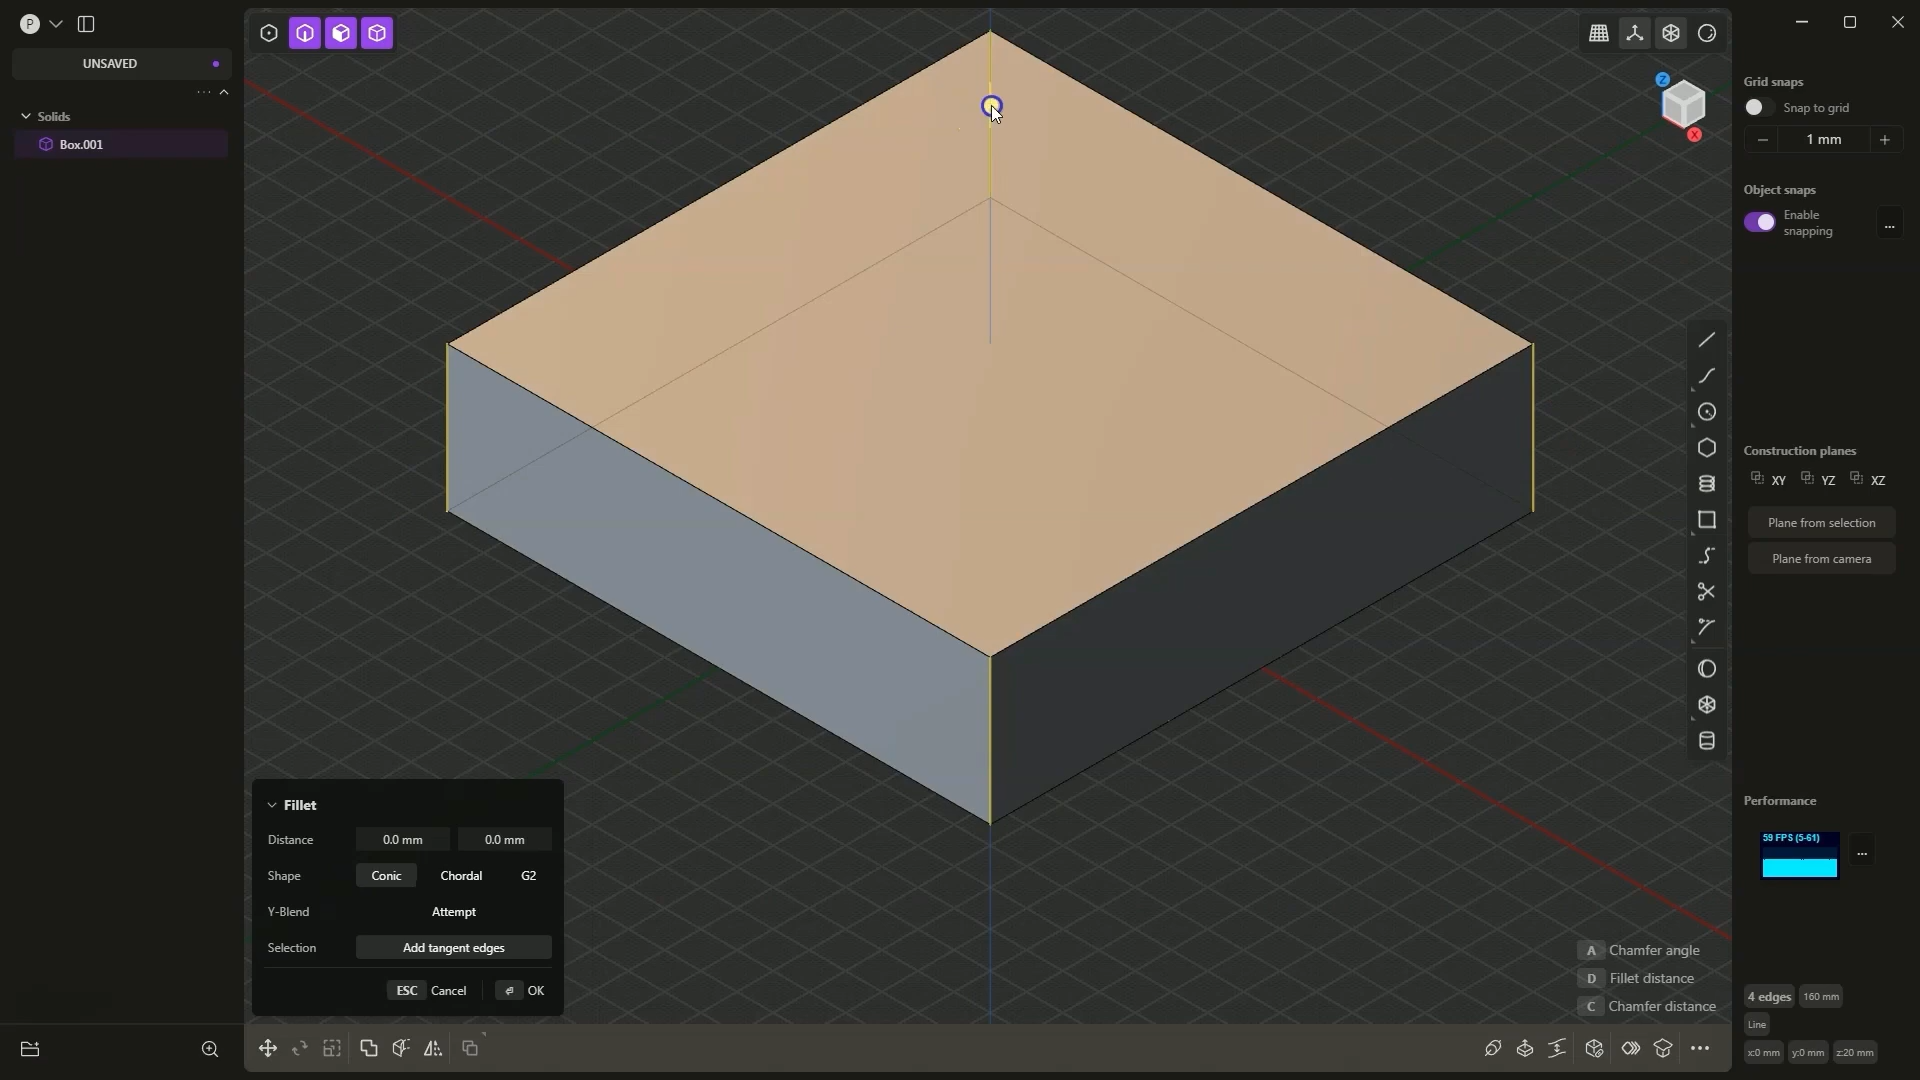 P
UNSAVED
...
Solids
Box.001
Z
X
Grid snaps
Snap to grid
1 mm
Object snaps
Enable
snapping
...
Construction planes
XY YZ XZ
Plane from selection
Plane from camera
Performance
59 FPS (5-61)
...
Fillet
Distance 0.0 mm 0.0 mm
Shape Conic Chordal G2
Y-Blend Attempt
Selection Add tangent edges
ESC Cancel OK
A Chamfer angle
D Fillet distance
C Chamfer distance
4 edges 160 mm
Line
x:0 mm y:0 mm z:20 mm